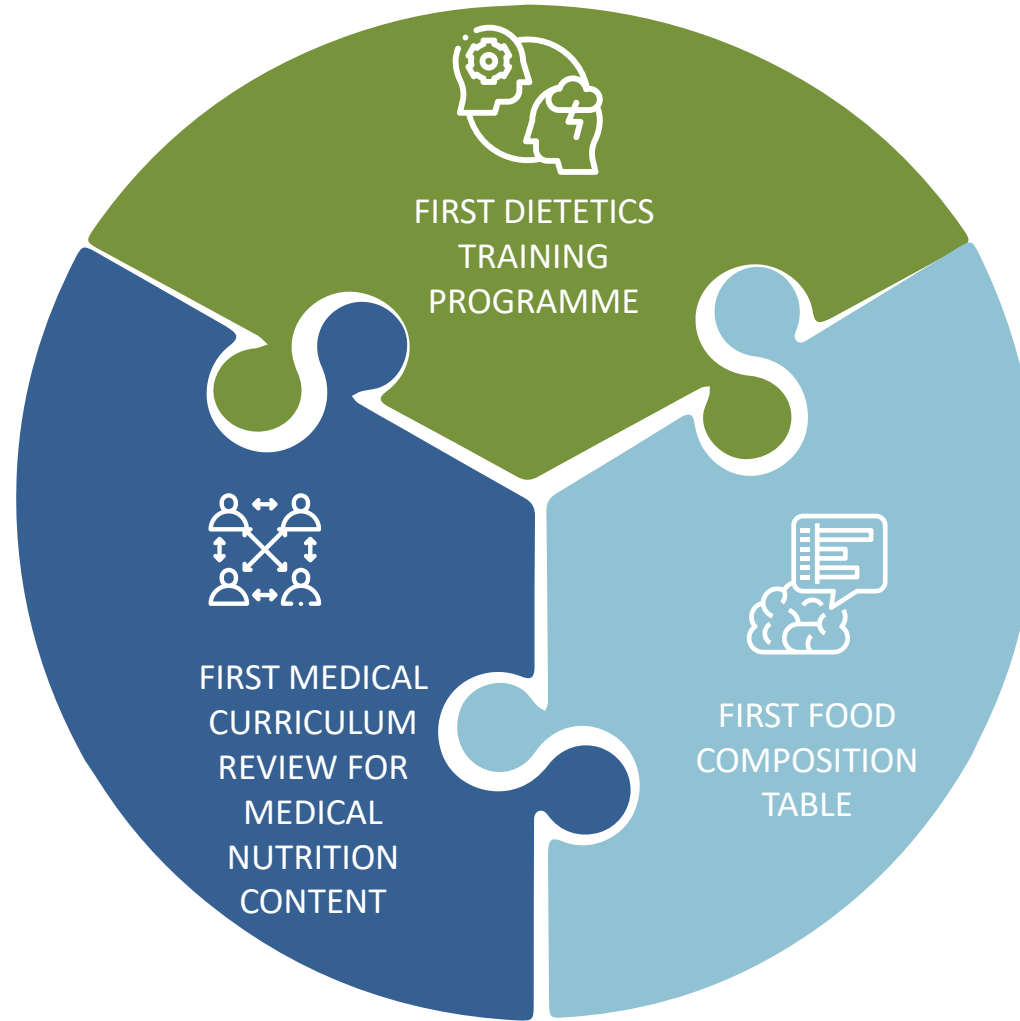 FIRST DIETETICS
TRAINING
PROGRAMME
FIRST MEDICAL
CURRICULUM
REVIEW FOR
MEDICAL
NUTRITION
CONTENT
FIRST FOOD
COMPOSITION
TABLE